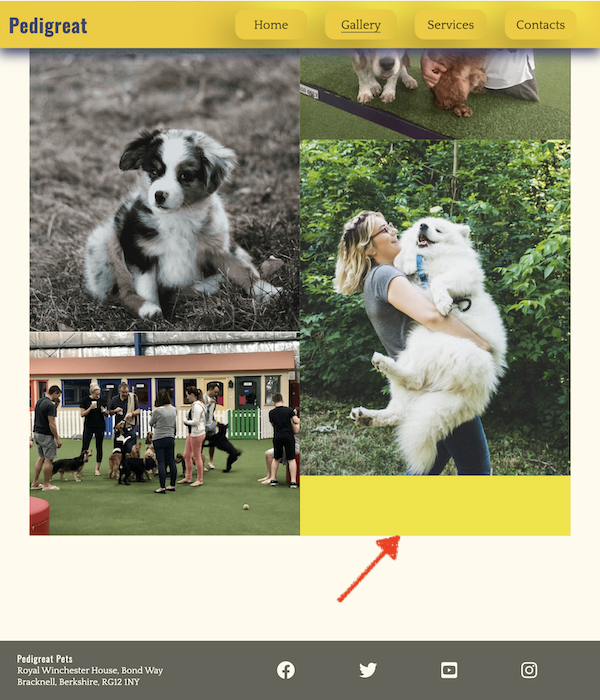 Pedigreat
Home
Gallery
Services
Contacts
Pedigreat Pets
Royal Winchester House, Bond Way
Bracknell, Berkshire, RG12 1NY